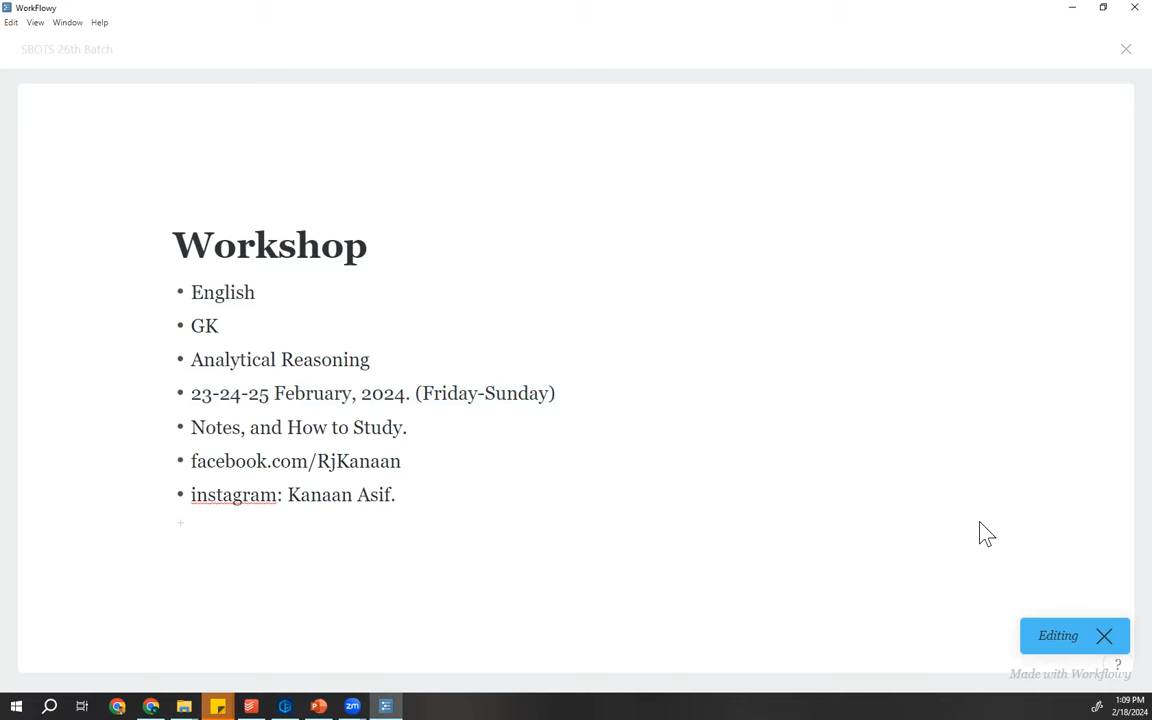 WorkFlowy
Edit View Window Help
SBOTS 26th Batch
Workshop
• English
• GK
• Analytical Reasoning
• 23-24-25 February, 2024. (Friday-Sunday)
• Notes, and How to Study.
• facebook.com/RjKanaan
• instagram: Kanaan Asif.
+
Editing
?
Made with Workflowy
zm
1:09 PM
2/18/2024